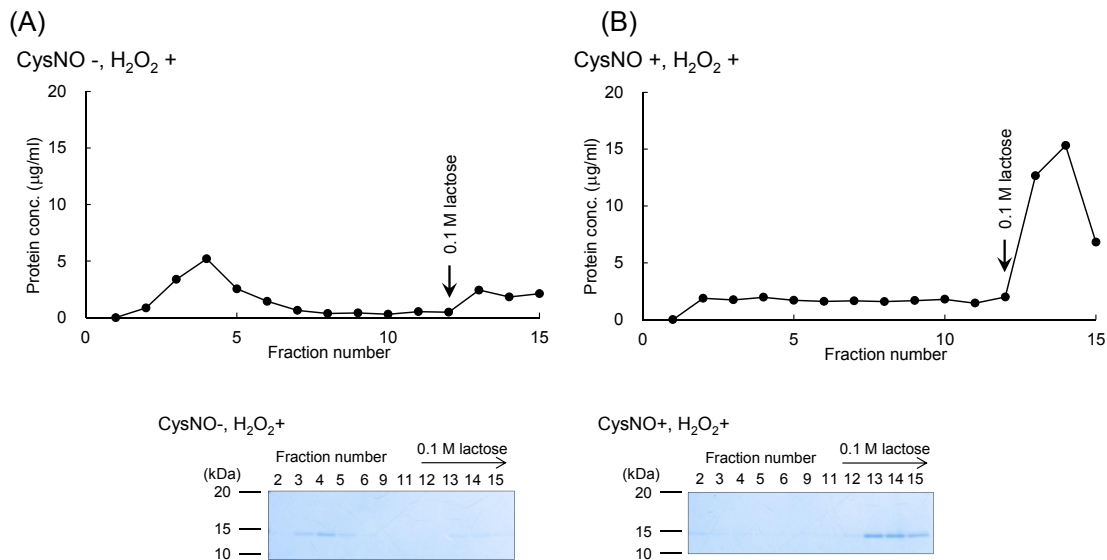 (A)
CysNO -, H₂O₂ +
20
15
10
5
0
Protein conc. (μg/ml)
0.1 M lactose
0 5 10 15
Fraction number
(B)
CysNO +, H₂O₂ +
20
15
10
5
0
Protein conc. (μg/ml)
0.1 M lactose
0 5 10 15
Fraction number
CysNO-, H₂O₂+
0.1 M lactose
Fraction number
(kDa)
2 3 4 5 6 9 11 12 13 14 15
20
15
10
CysNO+, H₂O₂+
0.1 M lactose
Fraction number
(kDa)
2 3 4 5 6 9 11 12 13 14 15
20
15
10